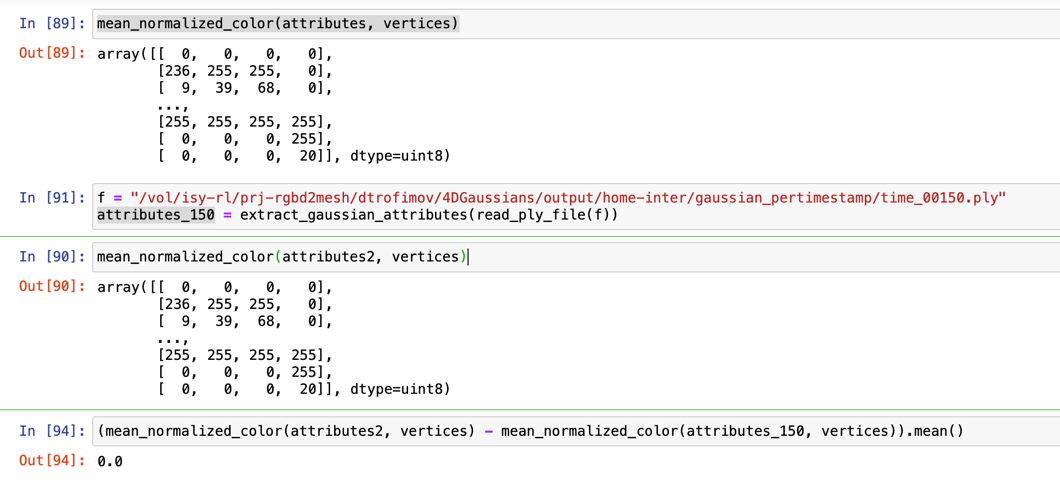 In [89]: mean_normalized_color(attributes, vertices)
Out[89]: array([[  0,   0,   0,   0],
[236, 255, 255,   0],
[  9,  39,  68,   0],
...,
[255, 255, 255, 255],
[  0,   0,   0, 255],
[  0,   0,   0,  20]], dtype=uint8)
In [91]: f = "/vol/isy-rl/prj-rgbd2mesh/dtrofimov/4DGaussians/output/home-inter/gaussian_pertimestamp/time_00150.ply"
attributes_150 = extract_gaussian_attributes(read_ply_file(f))
In [90]: mean_normalized_color(attributes2, vertices)
Out[90]: array([[  0,   0,   0,   0],
[236, 255, 255,   0],
[  9,  39,  68,   0],
...,
[255, 255, 255, 255],
[  0,   0,   0, 255],
[  0,   0,   0,  20]], dtype=uint8)
In [94]: (mean_normalized_color(attributes2, vertices) - mean_normalized_color(attributes_150, vertices)).mean()
Out[94]: 0.0